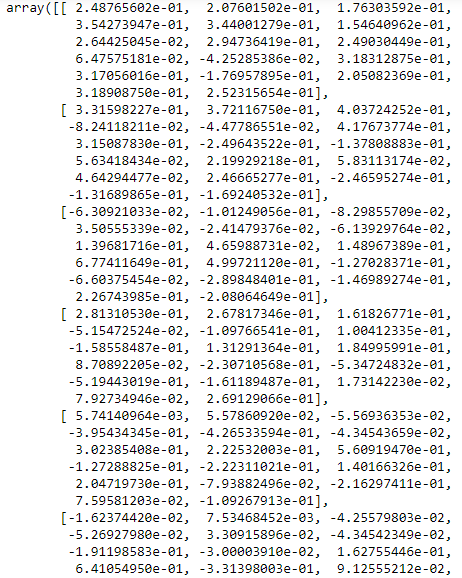 array([[ 2.48765602e-01, 2.07601502e-01, 1.76303592e-01,
3.54273947e-01, 3.44001279e-01, 1.54640962e-02,
2.64425045e-02, 2.94736419e-01, 2.49030449e-01,
6.47575181e-02, -4.25285386e-02, 3.18312875e-01,
3.17056016e-01, -1.76957895e-01, 2.05082369e-01,
3.18908750e-01, 2.52315654e-01],
[ 3.31598227e-01, 3.72116750e-01, 4.03724252e-01,
-8.24118211e-02, -4.47786551e-02, 4.17673774e-01,
3.15087830e-01, -2.49643522e-01, -1.37808883e-01,
5.63418434e-02, 2.19929218e-01, 5.83113174e-02,
4.64294477e-02, 2.46665277e-01, -2.46595274e-01,
-1.31689865e-01, -1.69240532e-01],
[-6.30921033e-02, -1.01249056e-01, -8.29855709e-02,
3.50555339e-02, -2.41479376e-02, -6.13929764e-02,
1.39681716e-01, 4.65988731e-02, 1.48967389e-01,
6.77411649e-01, 4.99721120e-01, -1.27028371e-01,
-6.60375454e-02, -2.89848401e-01, -1.46989274e-01,
2.26743985e-01, -2.08064649e-01],
[ 2.81310530e-01, 2.67817346e-01, 1.61826771e-01,
-5.15472524e-02, -1.09766541e-01, 1.00412335e-01,
-1.58558487e-01, 1.31291364e-01, 1.84995991e-01,
8.70892205e-02, -2.30710568e-01, -5.34724832e-01,
-5.19443019e-01, -1.61189487e-01, 1.73142230e-02,
7.92734946e-02, 2.69129066e-01],
[ 5.74140964e-03, 5.57860920e-02, -5.56936353e-02,
-3.95434345e-01, -4.26533594e-01, -4.34543659e-02,
3.02385408e-01, 2.22532003e-01, 5.60919470e-01,
-1.27288825e-01, -2.22311021e-01, 1.40166326e-01,
2.04719730e-01, -7.93882496e-02, -2.16297411e-01,
7.59581203e-02, -1.09267913e-01],
[-1.62374420e-02, 7.53468452e-03, -4.25579803e-02,
-5.26927980e-02, 3.30915896e-02, -4.34542349e-02,
-1.91198583e-01, -3.00003910e-02, 1.62755446e-01,
6.41054950e-01, -3.31398003e-01, 9.12555212e-02,